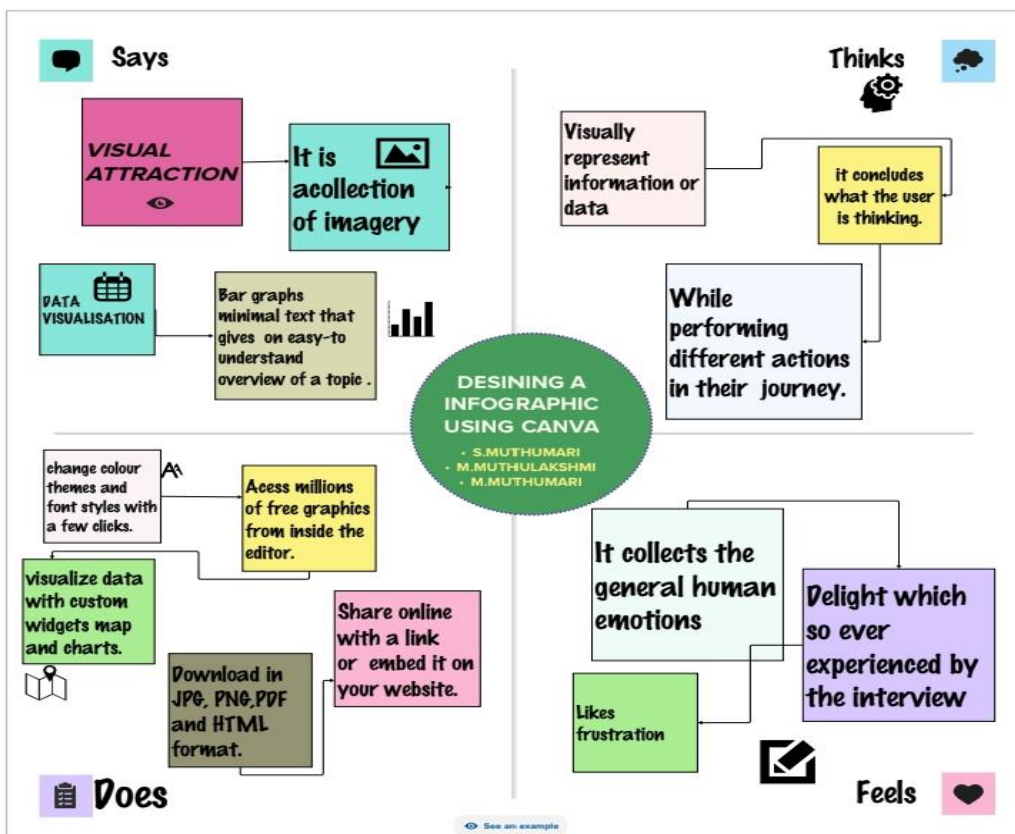 Says
VISUAL
ATTRACTION
It is
acollection
of imagery
DATA
VISUALISATION
Bar graphs
minimal text that
gives on easy-to
understand
overview of a topic .
Thinks
Visually
represent
information or
data
it concludes
what the user
is thinking.
While
performing
different actions
in their journey.
DESINING A
INFOGRAPHIC
USING CANVA
• S.MUTHUMARI
• M.MUTHULAKSHMI
• M.MUTHUMARI
change colour
themes and
font styles with
a few clicks.
Acess millions
of free graphics
from inside the
editor.
visualize data
with custom
widgets map
and charts.
Download in
JPG, PNG,PDF
and HTML
format.
Share online
with a link
or embed it on
your website.
Does
It collects the
general human
emotions
Delight which
so ever
experienced by
the interview
Likes
frustration
Feels
See an example